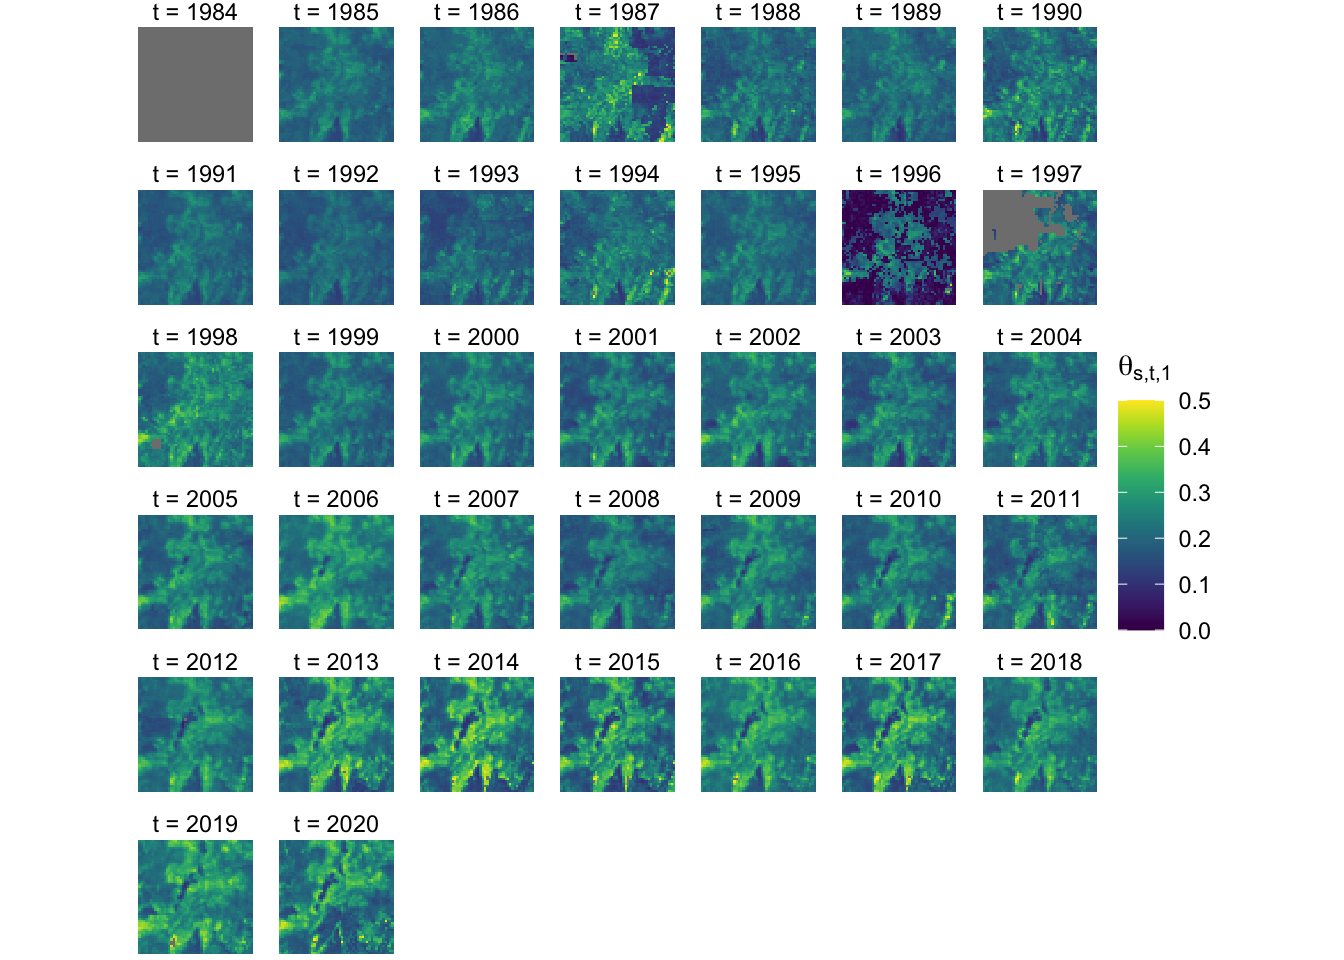 t = 1984 t = 1985 t = 1986 t = 1987 t = 1988 t = 1989 t = 1990
t = 1991 t = 1992 t = 1993 t = 1994 t = 1995 t = 1996 t = 1997
t = 1998 t = 1999 t = 2000 t = 2001 t = 2002 t = 2003 t = 2004
θs,t,1
0.5
0.4
0.3
0.2
0.1
0.0
t = 2005 t = 2006 t = 2007 t = 2008 t = 2009 t = 2010 t = 2011
t = 2012 t = 2013 t = 2014 t = 2015 t = 2016 t = 2017 t = 2018
t = 2019 t = 2020